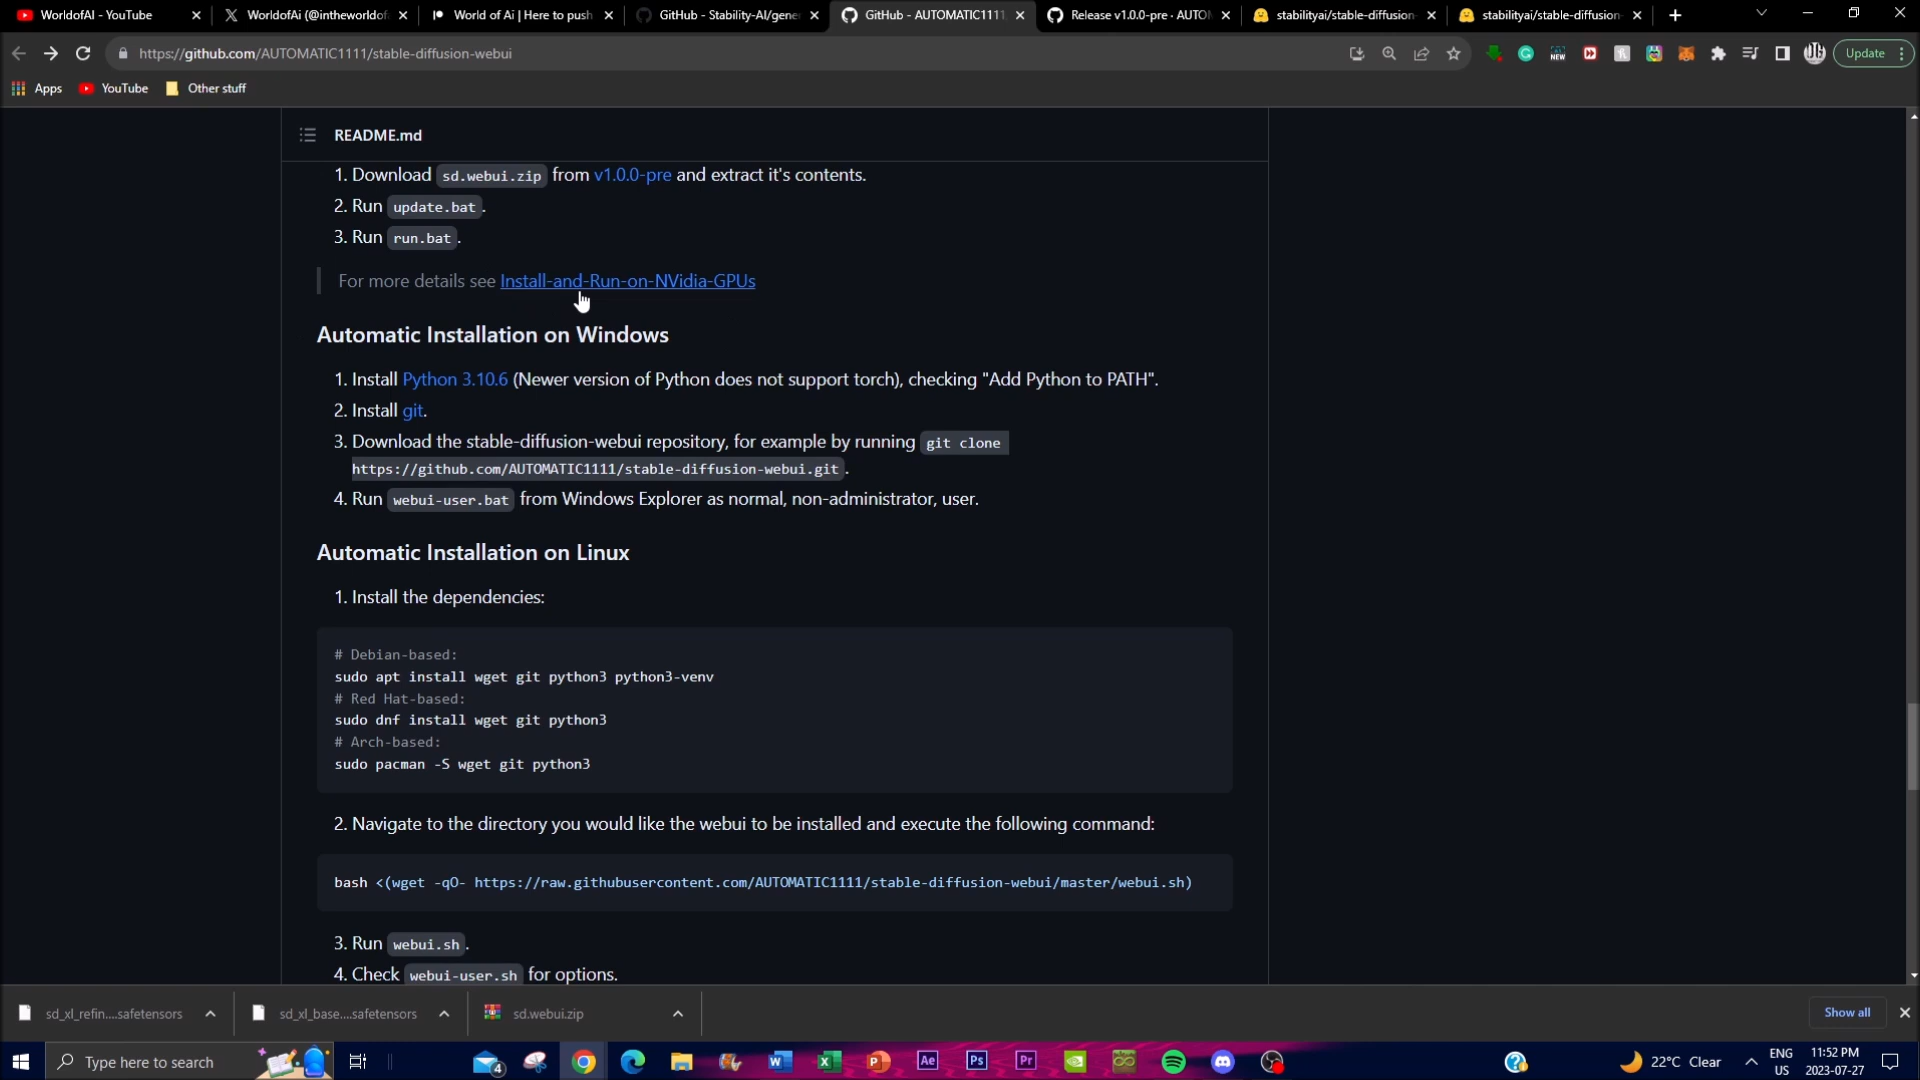 WorldofAI - YouTube
WorldofAi (@intheworldof
World of Ai | Here to push
GitHub - Stability-AI/gene
GitHub - AUTOMATIC1111
Release v1.0.0-pre · AUTO
stabilityai/stable-diffusion-
stabilityai/stable-diffusion-
https://github.com/AUTOMATIC1111/stable-diffusion-webui
NEW
Update
Apps
YouTube
Other stuff
README.md
1. Download sd.webui.zip from v1.0.0-pre and extract it's contents.
2. Run update.bat .
3. Run run.bat .
For more details see Install-and-Run-on-NVidia-GPUs
Automatic Installation on Windows
1. Install Python 3.10.6 (Newer version of Python does not support torch), checking "Add Python to PATH".
2. Install git.
3. Download the stable-diffusion-webui repository, for example by running git clone
https://github.com/AUTOMATIC1111/stable-diffusion-webui.git .
4. Run webui-user.bat from Windows Explorer as normal, non-administrator, user.
Automatic Installation on Linux
1. Install the dependencies:
# Debian-based:
sudo apt install wget git python3 python3-venv
# Red Hat-based:
sudo dnf install wget git python3
# Arch-based:
sudo pacman -S wget git python3
2. Navigate to the directory you would like the webui to be installed and execute the following command:
bash <(wget -qO- https://raw.githubusercontent.com/AUTOMATIC1111/stable-diffusion-webui/master/webui.sh)
3. Run webui.sh .
4. Check webui-user.sh for options.
sd_xl_refin....safetensors
sd_xl_base....safetensors
sd.webui.zip
Show all
Type here to search
4
W
X
P
Ae
Ps
Pr
22°C Clear
ENG
US
11:52 PM
2023-07-27